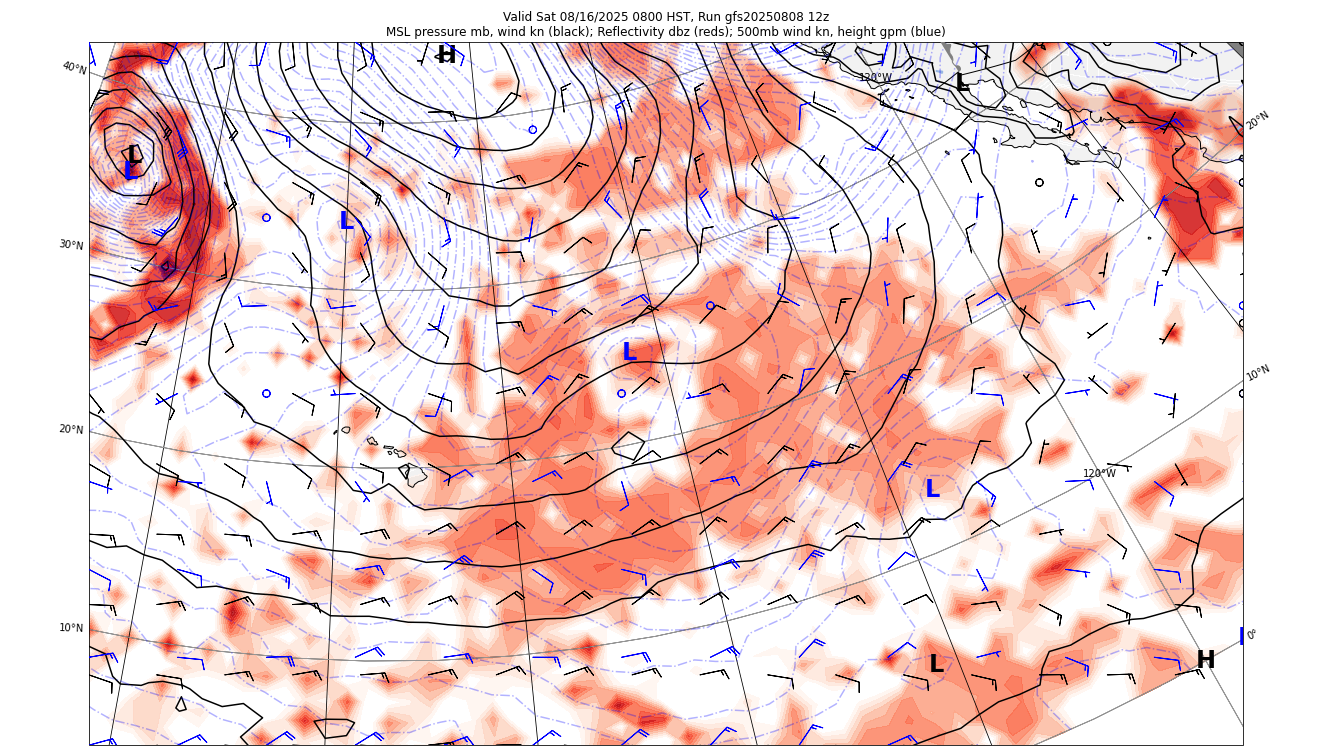 Valid Sat 08/16/2025 0800 HST, Run gfs20250808 12z
MSL pressure mb, wind kn (black); Reflectivity dbz (reds); 500mb wind kn, height gpm (blue)
H
40°N
120°W
L
20°N
L
L
L
30°N
L
10°N
20°N
120°W
L
10°N
0°
H
L